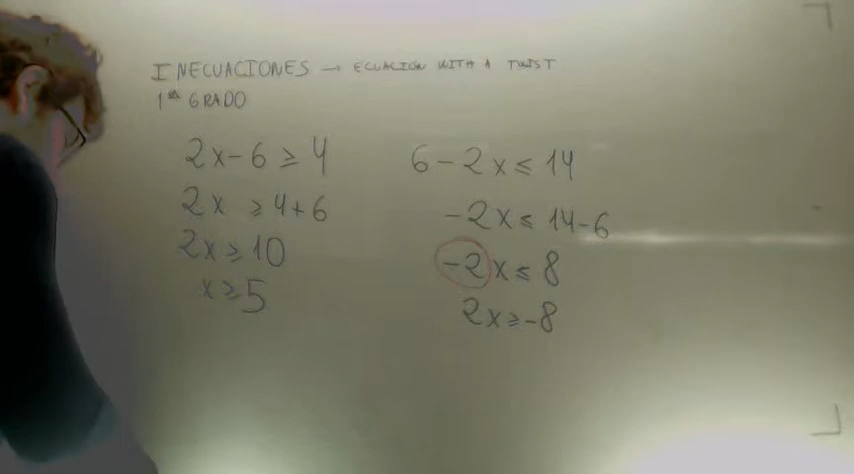 INECUACIONES → ECUACIÓN WITH A TWIST
1er GRADO
2x - 6 ≥ 4
2x ≥ 4 + 6
2x ≥ 10
x ≥ 5
6 - 2x ≤ 14
-2x ≤ 14 - 6
-2x ≤ 8
2x ≥ -8